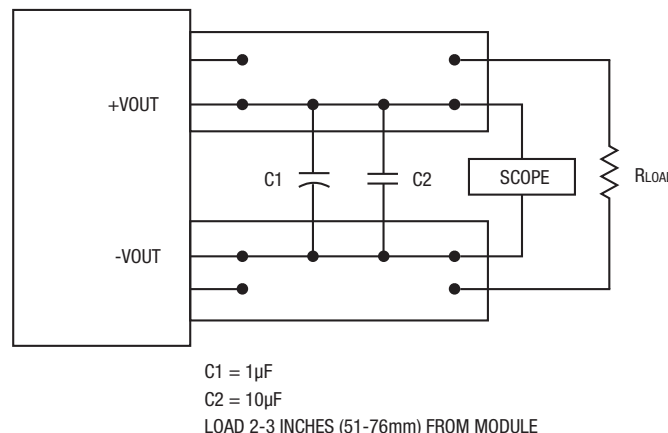 +VOUT
C1
C2
SCOPE
RLOAD
-VOUT
C1 = 1µF
C2 = 10µF
LOAD 2-3 INCHES (51-76mm) FROM MODULE